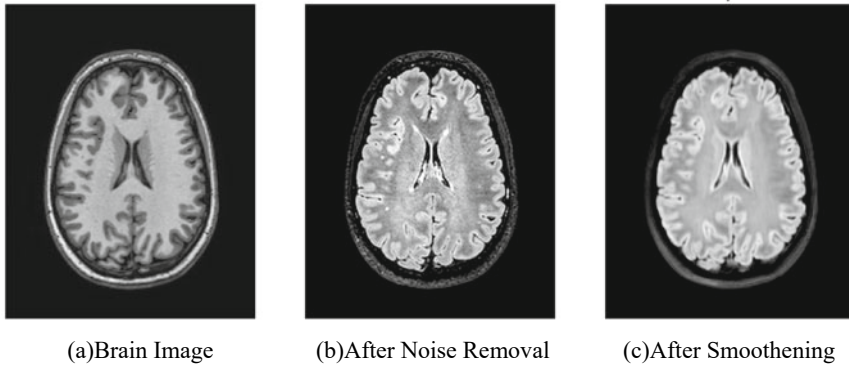 (a)Brain Image
(b)After Noise Removal
(c)After Smoothening